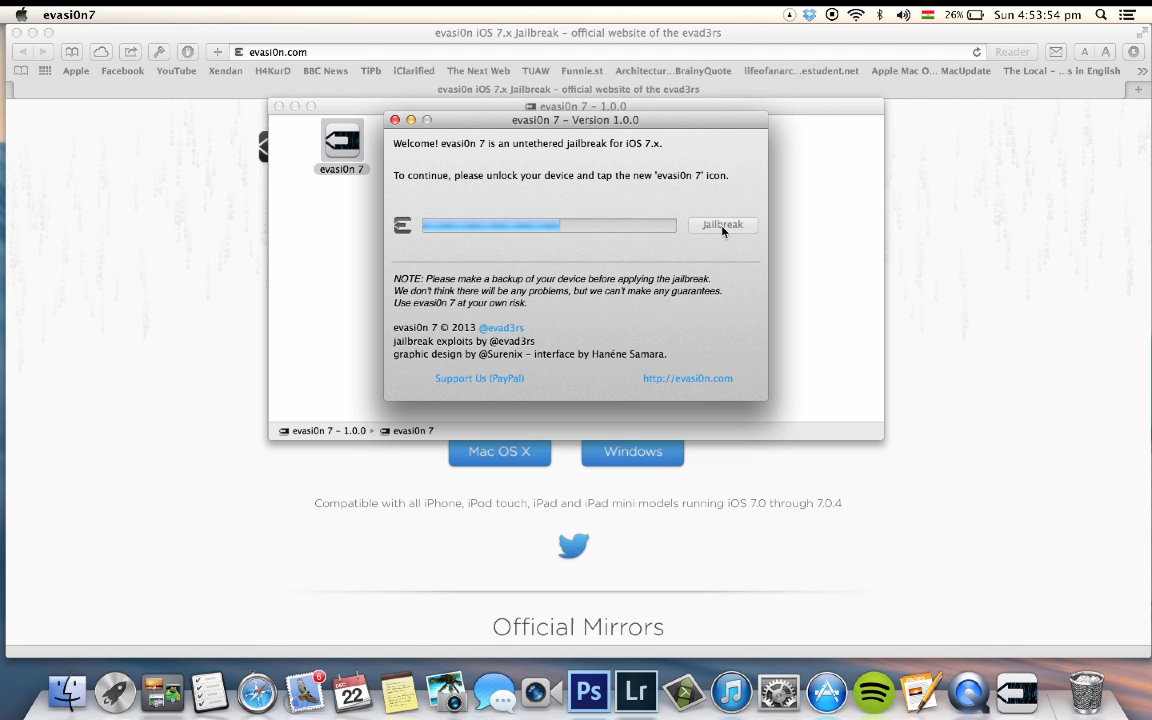 evasi0n7
26%
Sun 4:53:54 pm
evasi0n iOS 7.x Jailbreak – official website of the evad3rs
evasi0n.com
Reader
A A
Apple Facebook YouTube Xendan H4KurD BBC News TiPb iClarified The Next Web TUAW Funnie.st Architectur...BrainyQuote lifeofanarc...estudent.net Apple Mac O... MacUpdate The Local – ...s in English
evasi0n iOS 7.x Jailbreak – official website of the evad3rs
evasi0n 7 – 1.0.0
evasi0n 7 – Version 1.0.0
evasi0n 7
Welcome! evasi0n 7 is an untethered jailbreak for iOS 7.x.
To continue, please unlock your device and tap the new 'evasi0n 7' icon.
Jailbreak
NOTE: Please make a backup of your device before applying the jailbreak.
We don't think there will be any problems, but we can't make any guarantees.
Use evasi0n 7 at your own risk.
evasi0n 7 © 2013 @evad3rs
jailbreak exploits by @evad3rs
graphic design by @Surenix – interface by Hanéne Samara.
Support Us (PayPal)
http://evasi0n.com
evasi0n 7 – 1.0.0 ▸ evasi0n 7
Mac OS X
Windows
Compatible with all iPhone, iPod touch, iPad and iPad mini models running iOS 7.0 through 7.0.4
Official Mirrors
6
DEC
22
Ps
Lr